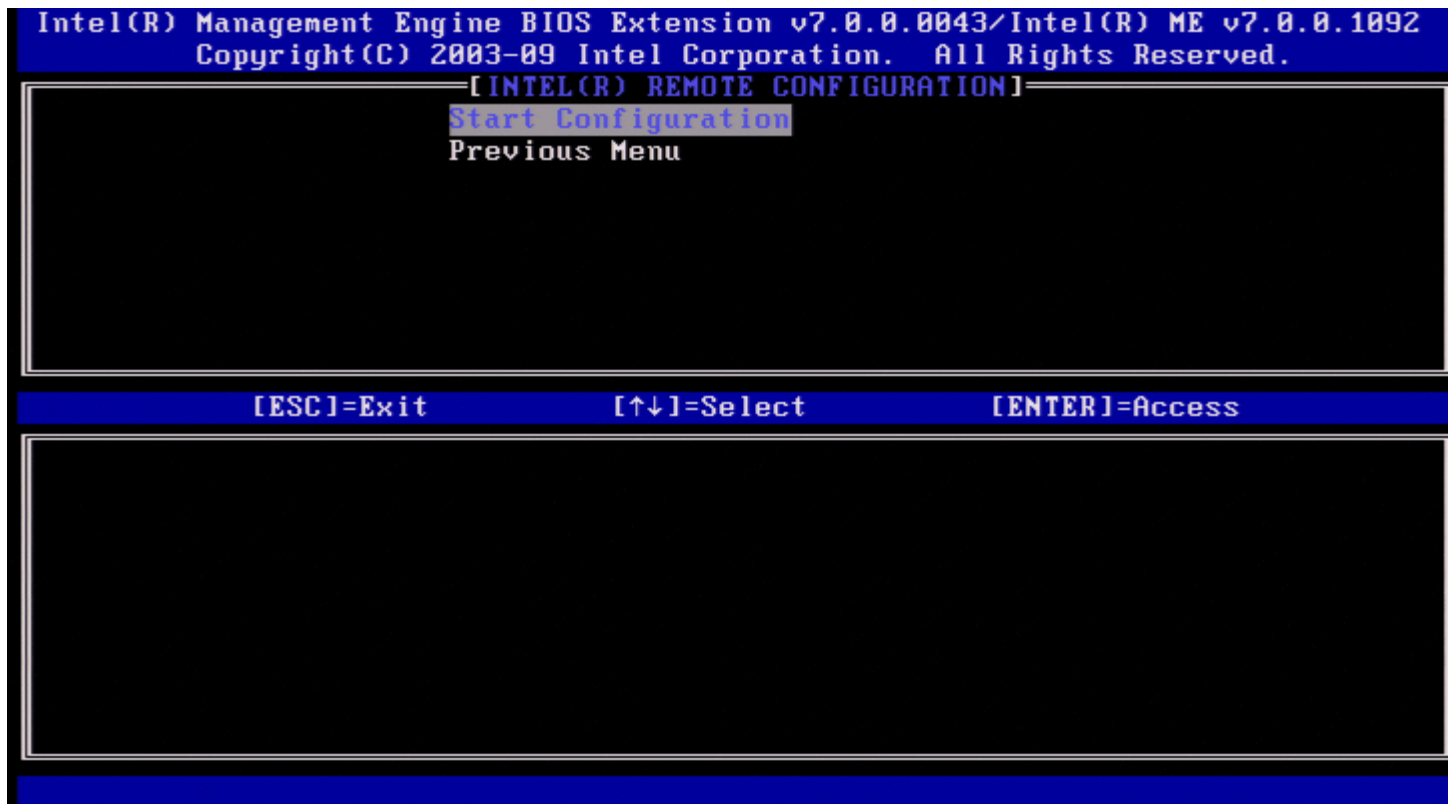 Intel(R) Management Engine BIOS Extension v7.0.0.0043/Intel(R) ME v7.0.0.1092
Copyright(C) 2003-09 Intel Corporation. All Rights Reserved.
[INTEL(R) REMOTE CONFIGURATION]
Start Configuration
Previous Menu
[ESC]=Exit [↑↓]=Select [ENTER]=Access